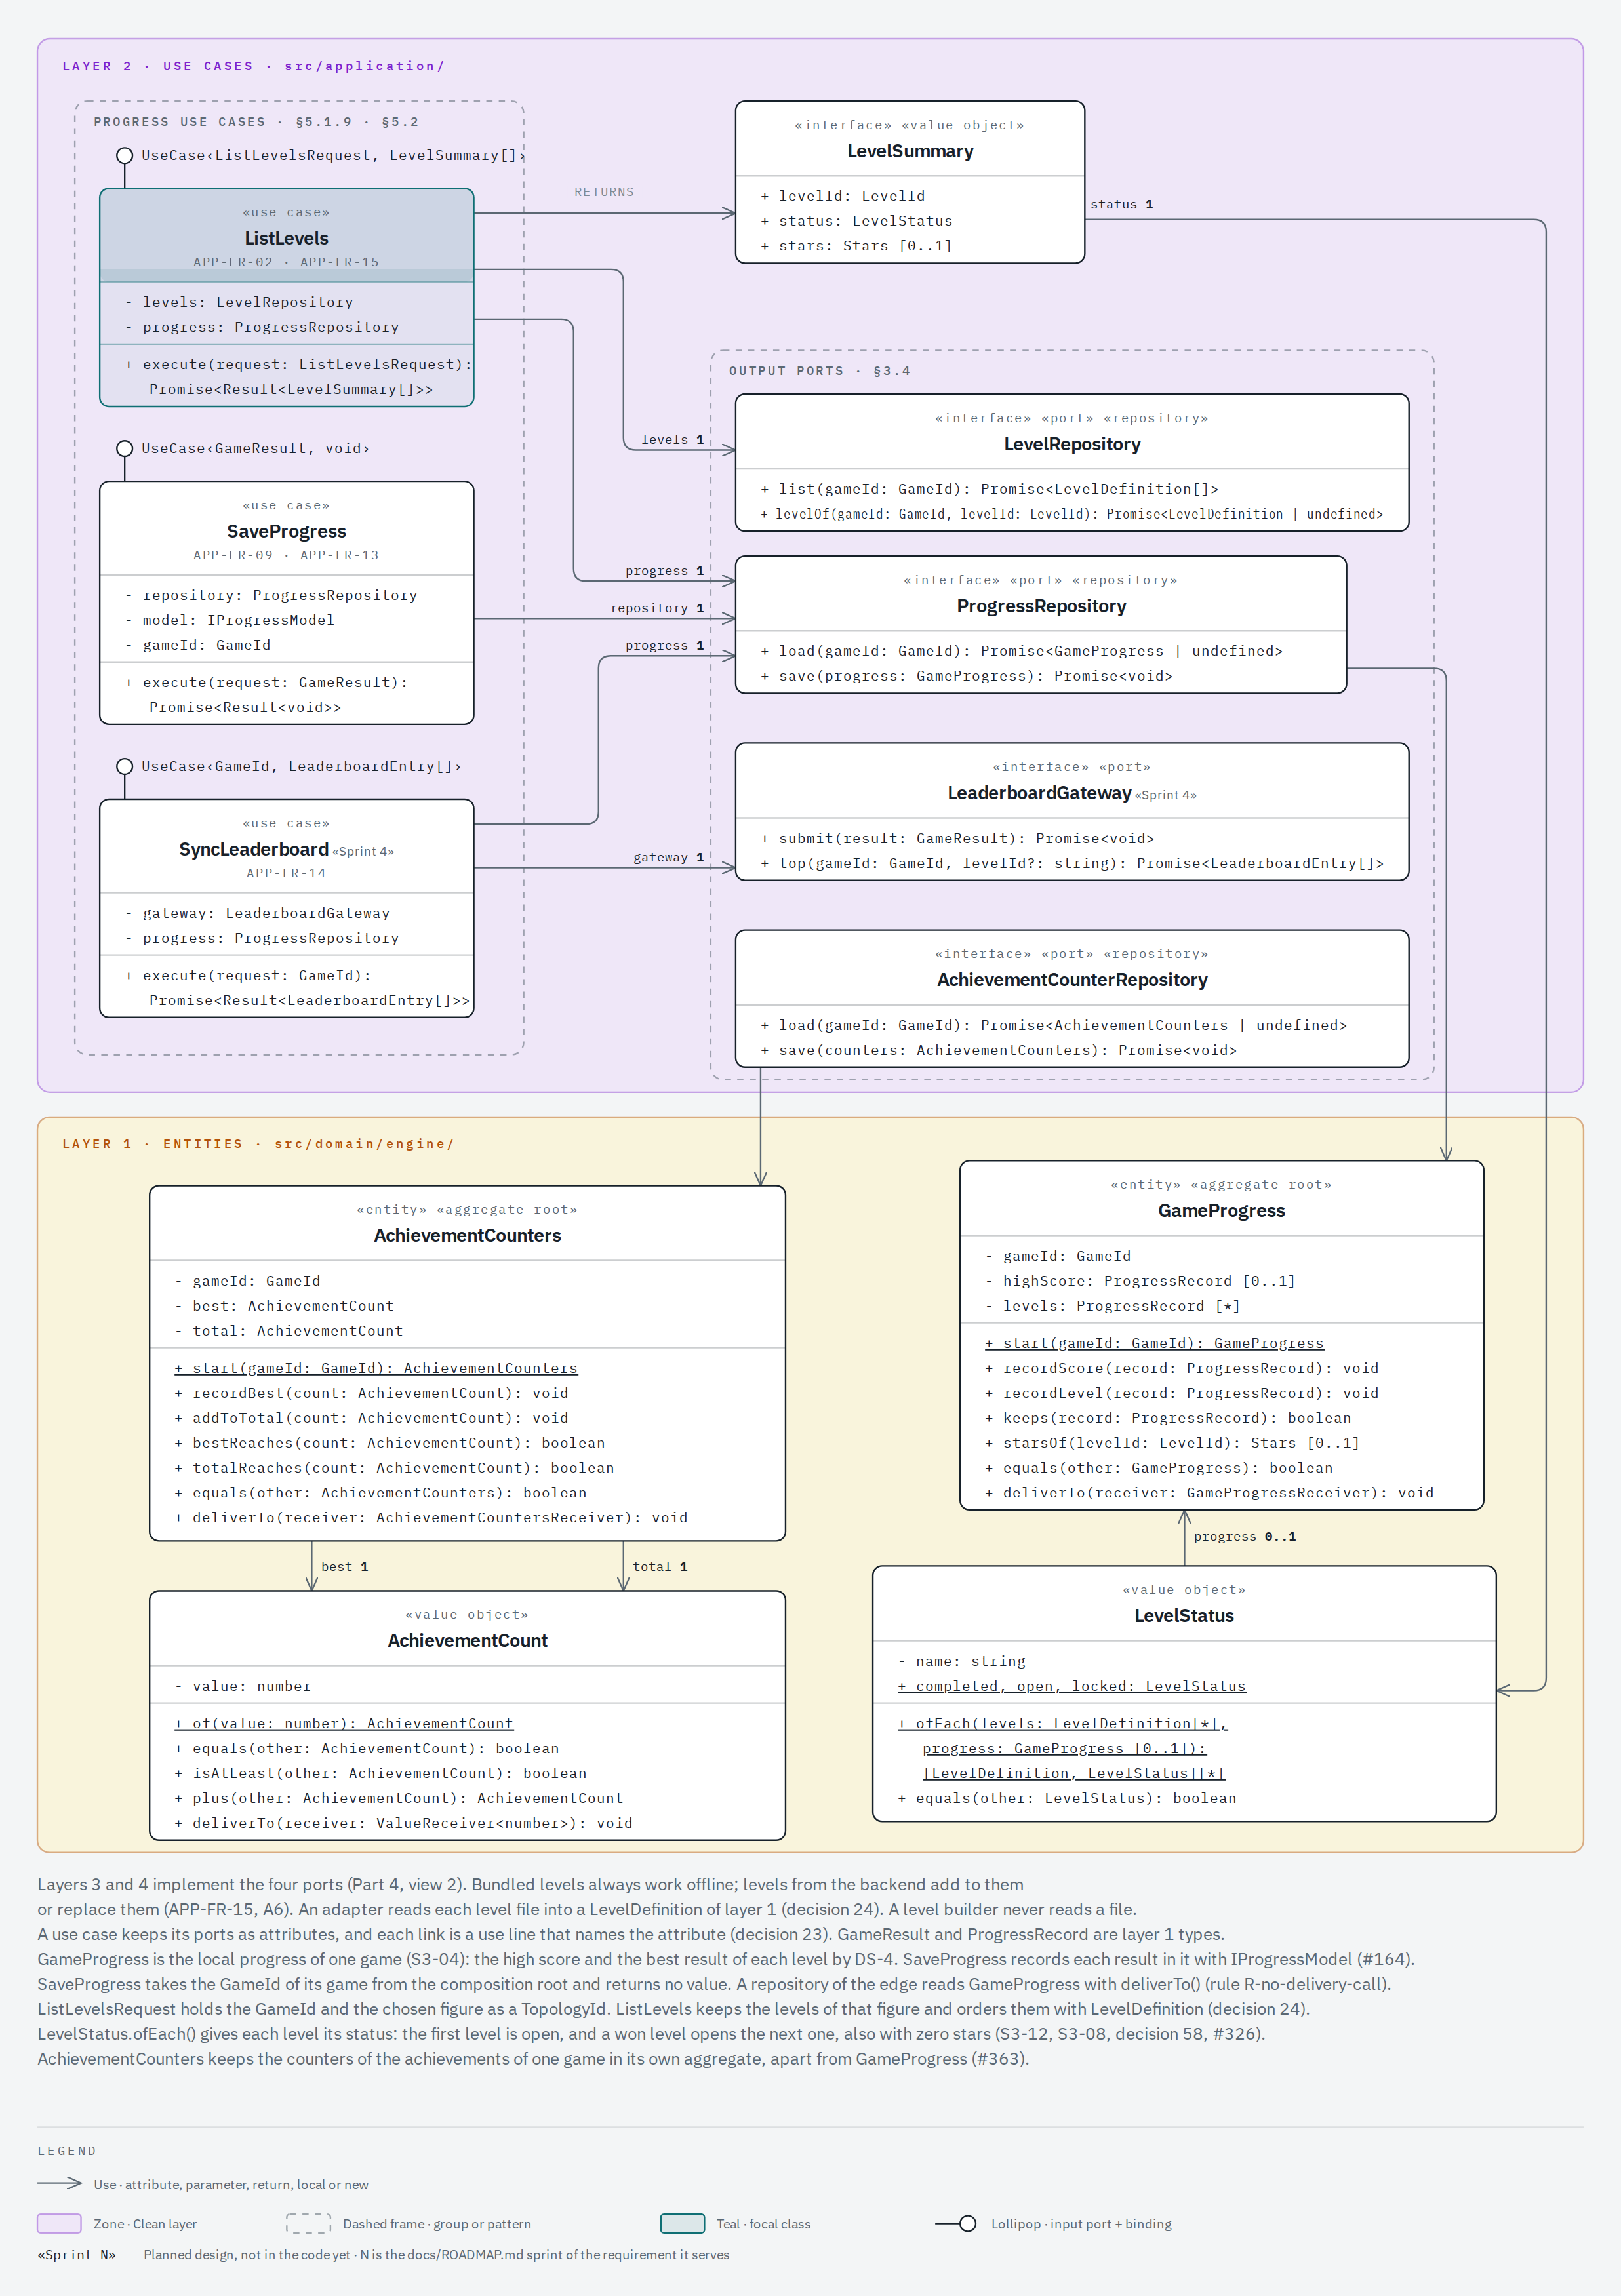 LAYER 2 · USE CASES · src/application/
PROGRESS USE CASES · §5.1.9 · §5.2
UseCase‹ListLevelsRequest, LevelSummary[]›
«use case»
ListLevels
APP-FR-02 · APP-FR-15
- levels: LevelRepository
- progress: ProgressRepository
+ execute(request: ListLevelsRequest):
Promise<Result<LevelSummary[]>>
UseCase‹GameResult, void›
«use case»
SaveProgress
APP-FR-09 · APP-FR-13
- repository: ProgressRepository
- model: IProgressModel
- gameId: GameId
+ execute(request: GameResult):
Promise<Result<void>>
UseCase‹GameId, LeaderboardEntry[]›
«use case»
SyncLeaderboard «Sprint 4»
APP-FR-14
- gateway: LeaderboardGateway
- progress: ProgressRepository
+ execute(request: GameId):
Promise<Result<LeaderboardEntry[]>>
RETURNS
levels 1
progress 1
repository 1
progress 1
gateway 1
«interface» «value object»
LevelSummary
+ levelId: LevelId
+ status: LevelStatus
+ stars: Stars [0..1]
status 1
OUTPUT PORTS · §3.4
«interface» «port» «repository»
LevelRepository
+ list(gameId: GameId): Promise<LevelDefinition[]>
+ levelOf(gameId: GameId, levelId: LevelId): Promise<LevelDefinition | undefined>
«interface» «port» «repository»
ProgressRepository
+ load(gameId: GameId): Promise<GameProgress | undefined>
+ save(progress: GameProgress): Promise<void>
«interface» «port»
LeaderboardGateway «Sprint 4»
+ submit(result: GameResult): Promise<void>
+ top(gameId: GameId, levelId?: string): Promise<LeaderboardEntry[]>
«interface» «port» «repository»
AchievementCounterRepository
+ load(gameId: GameId): Promise<AchievementCounters | undefined>
+ save(counters: AchievementCounters): Promise<void>
LAYER 1 · ENTITIES · src/domain/engine/
«entity» «aggregate root»
AchievementCounters
- gameId: GameId
- best: AchievementCount
- total: AchievementCount
+ start(gameId: GameId): AchievementCounters
+ recordBest(count: AchievementCount): void
+ addToTotal(count: AchievementCount): void
+ bestReaches(count: AchievementCount): boolean
+ totalReaches(count: AchievementCount): boolean
+ equals(other: AchievementCounters): boolean
+ deliverTo(receiver: AchievementCountersReceiver): void
best 1
total 1
«value object»
AchievementCount
- value: number
+ of(value: number): AchievementCount
+ equals(other: AchievementCount): boolean
+ isAtLeast(other: AchievementCount): boolean
+ plus(other: AchievementCount): AchievementCount
+ deliverTo(receiver: ValueReceiver<number>): void
«entity» «aggregate root»
GameProgress
- gameId: GameId
- highScore: ProgressRecord [0..1]
- levels: ProgressRecord [*]
+ start(gameId: GameId): GameProgress
+ recordScore(record: ProgressRecord): void
+ recordLevel(record: ProgressRecord): void
+ keeps(record: ProgressRecord): boolean
+ starsOf(levelId: LevelId): Stars [0..1]
+ equals(other: GameProgress): boolean
+ deliverTo(receiver: GameProgressReceiver): void
progress 0..1
«value object»
LevelStatus
- name: string
+ completed, open, locked: LevelStatus
+ ofEach(levels: LevelDefinition[*],
progress: GameProgress [0..1]):
[LevelDefinition, LevelStatus][*]
+ equals(other: LevelStatus): boolean
Layers 3 and 4 implement the four ports (Part 4, view 2). Bundled levels always work offline; levels from the backend add to them
or replace them (APP-FR-15, A6). An adapter reads each level file into a LevelDefinition of layer 1 (decision 24). A level builder never reads a file.
A use case keeps its ports as attributes, and each link is a use line that names the attribute (decision 23). GameResult and ProgressRecord are layer 1 types.
GameProgress is the local progress of one game (S3-04): the high score and the best result of each level by DS-4. SaveProgress records each result in it with IProgressModel (#164).
SaveProgress takes the GameId of its game from the composition root and returns no value. A repository of the edge reads GameProgress with deliverTo() (rule R-no-delivery-call).
ListLevelsRequest holds the GameId and the chosen figure as a TopologyId. ListLevels keeps the levels of that figure and orders them with LevelDefinition (decision 24).
LevelStatus.ofEach() gives each level its status: the first level is open, and a won level opens the next one, also with zero stars (S3-12, S3-08, decision 58, #326).
AchievementCounters keeps the counters of the achievements of one game in its own aggregate, apart from GameProgress (#363).
LEGEND
Use · attribute, parameter, return, local or new
Zone · Clean layer
Dashed frame · group or pattern
Teal · focal class
Lollipop · input port + binding
«Sprint N» Planned design, not in the code yet · N is the docs/ROADMAP.md sprint of the requirement it serves